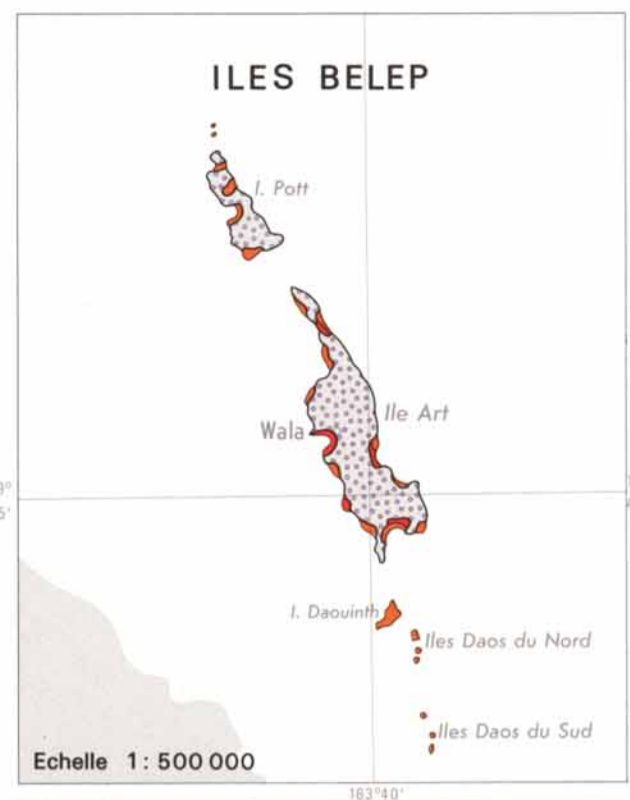 ILES BELEP
I. Pott
Ile Art
Wala
I. Daouinth
Iles Daos du Nord
Iles Daos du Sud
Echelle 1: 500 000
163°40'